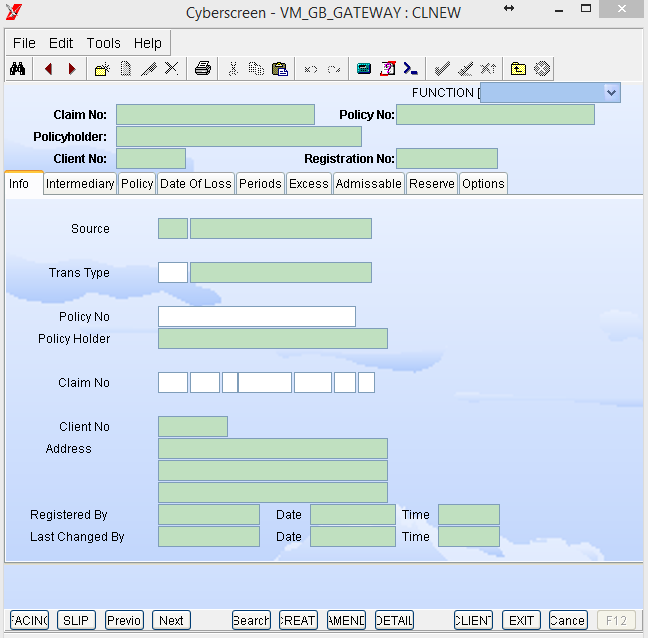 Cyberscreen - VM_GB_GATEWAY : CLNEW
File Edit Tools Help
FUNCTION [
Claim No: Policy No:
Policyholder:
Client No: Registration No:
Info Intermediary Policy Date Of Loss Periods Excess Admissable Reserve Options
Source
Trans Type
Policy No
Policy Holder
Claim No
Client No
Address
Registered By Date Time
Last Changed By Date Time
FACING SLIP Previo Next Search CREAT AMEND DETAIL CLIENT EXIT Cance F12